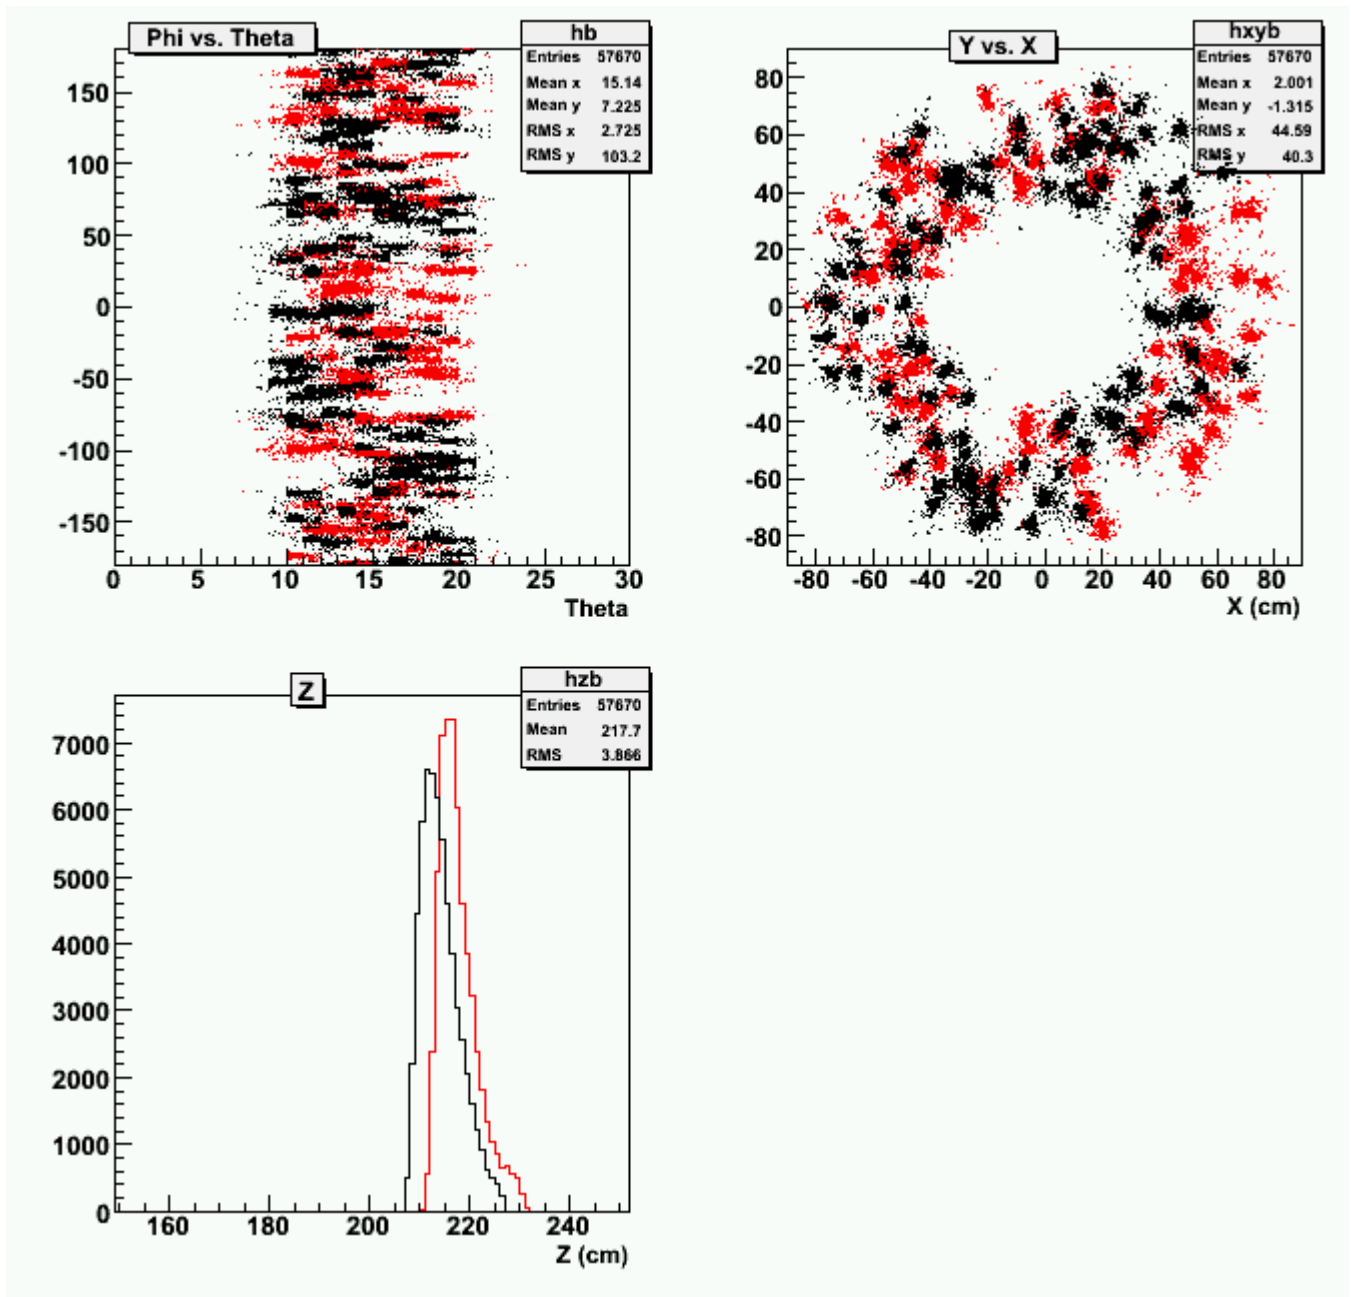 Phi vs. Theta
hb
Entries 57670
Mean x 15.14
Mean y 7.225
RMS x 2.725
RMS y 103.2
150
100
50
0
-50
-100
-150
0 5 10 15 20 25 30
Theta
Y vs. X
hxyb
Entries 57670
Mean x 2.001
Mean y -1.315
RMS x 44.59
RMS y 40.3
80
60
40
20
0
-20
-40
-60
-80
-80 -60 -40 -20 0 20 40 60 80
X (cm)
Z
hzb
Entries 57670
Mean 217.7
RMS 3.866
7000
6000
5000
4000
3000
2000
1000
0
160 180 200 220 240
Z (cm)